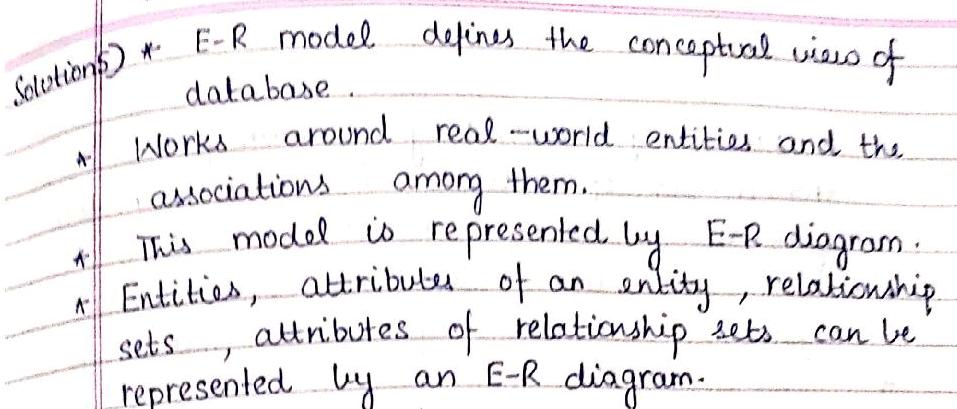 Solution5) * E-R model defines the conceptual view of
database.
* Works around real-world entities and the
associations among them.
* This model is represented by E-R diagram.
* Entities, attributes of an entity, relationship
sets, attributes of relationship sets can be
represented by an E-R diagram.